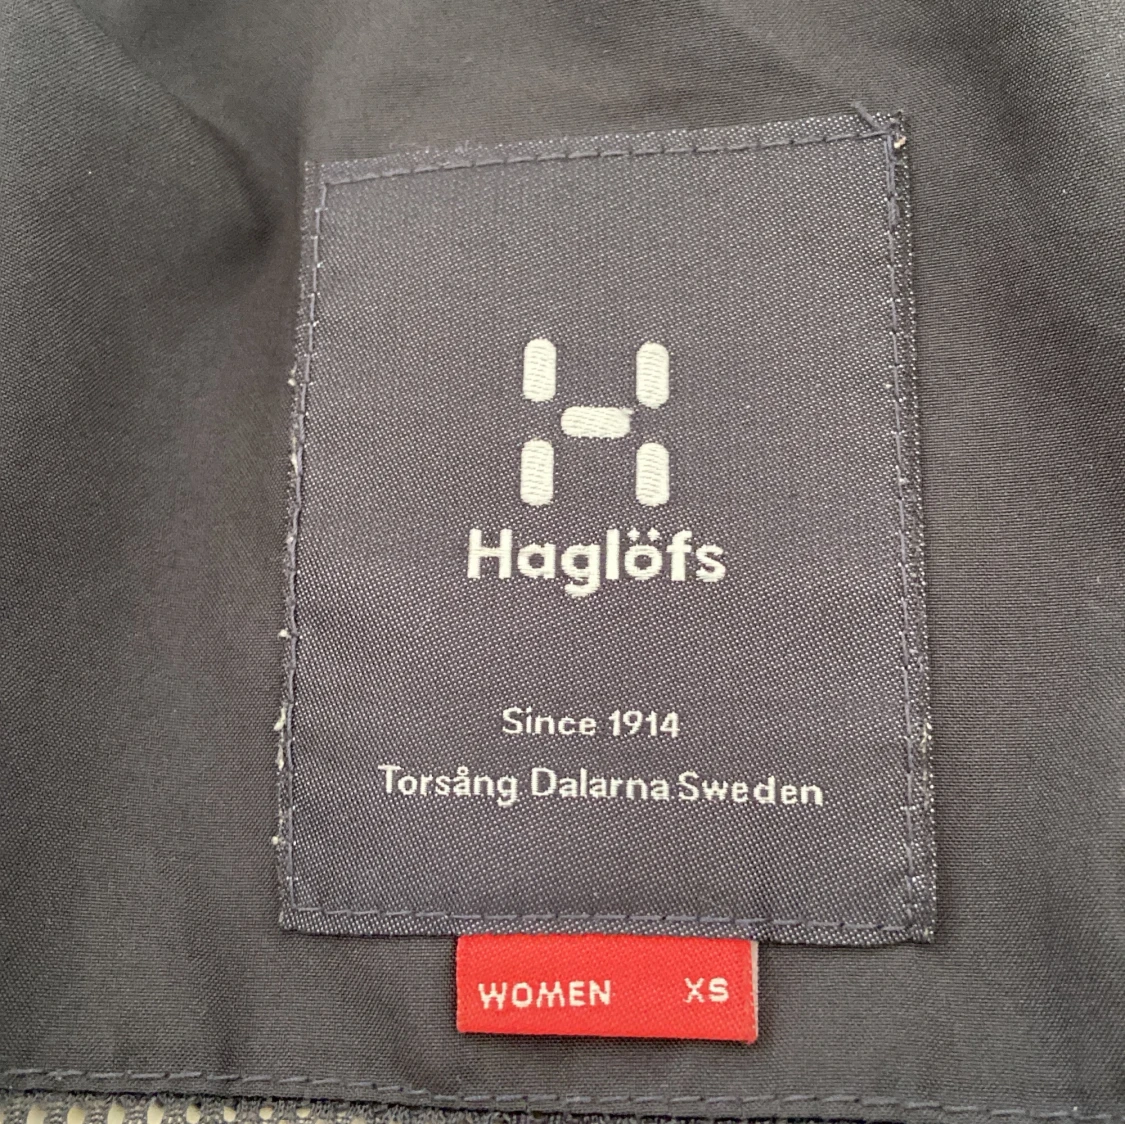 Haglöfs
Since 1914
Torsång Dalarna Sweden
WOMEN XS